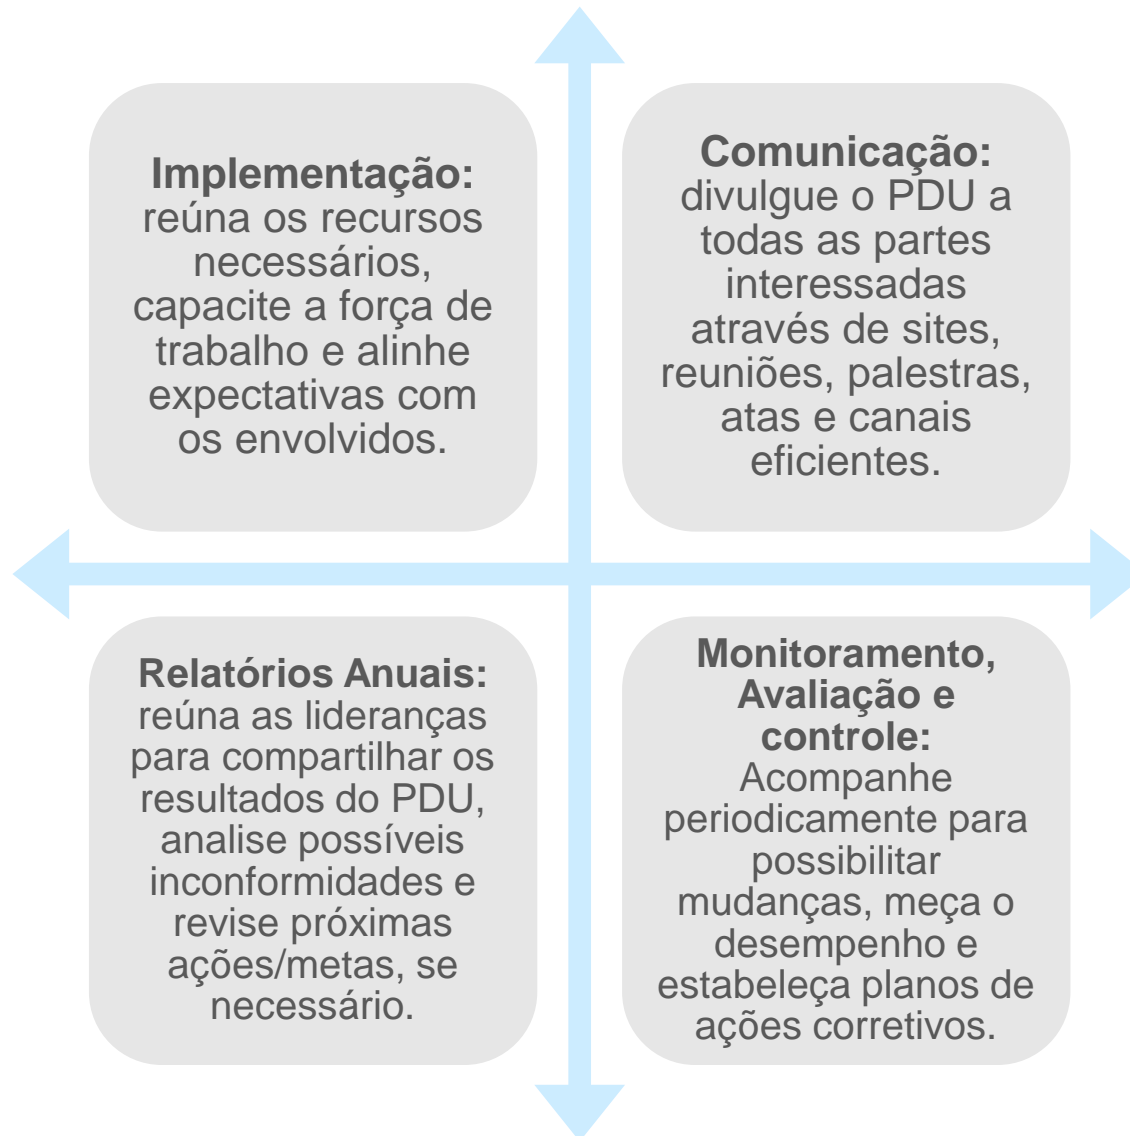 Implementação:
reúna os recursos
necessários,
capacite a força de
trabalho e alinhe
expectativas com
os envolvidos.
Comunicação:
divulgue o PDU a
todas as partes
interessadas
através de sites,
reuniões, palestras,
atas e canais
eficientes.
Relatórios Anuais:
reúna as lideranças
para compartilhar os
resultados do PDU,
analise possíveis
inconformidades e
revise próximas
ações/metas, se
necessário.
Monitoramento,
Avaliação e
controle:
Acompanhe
periodicamente para
possibilitar
mudanças, meça o
desempenho e
estabeleça planos de
ações corretivos.